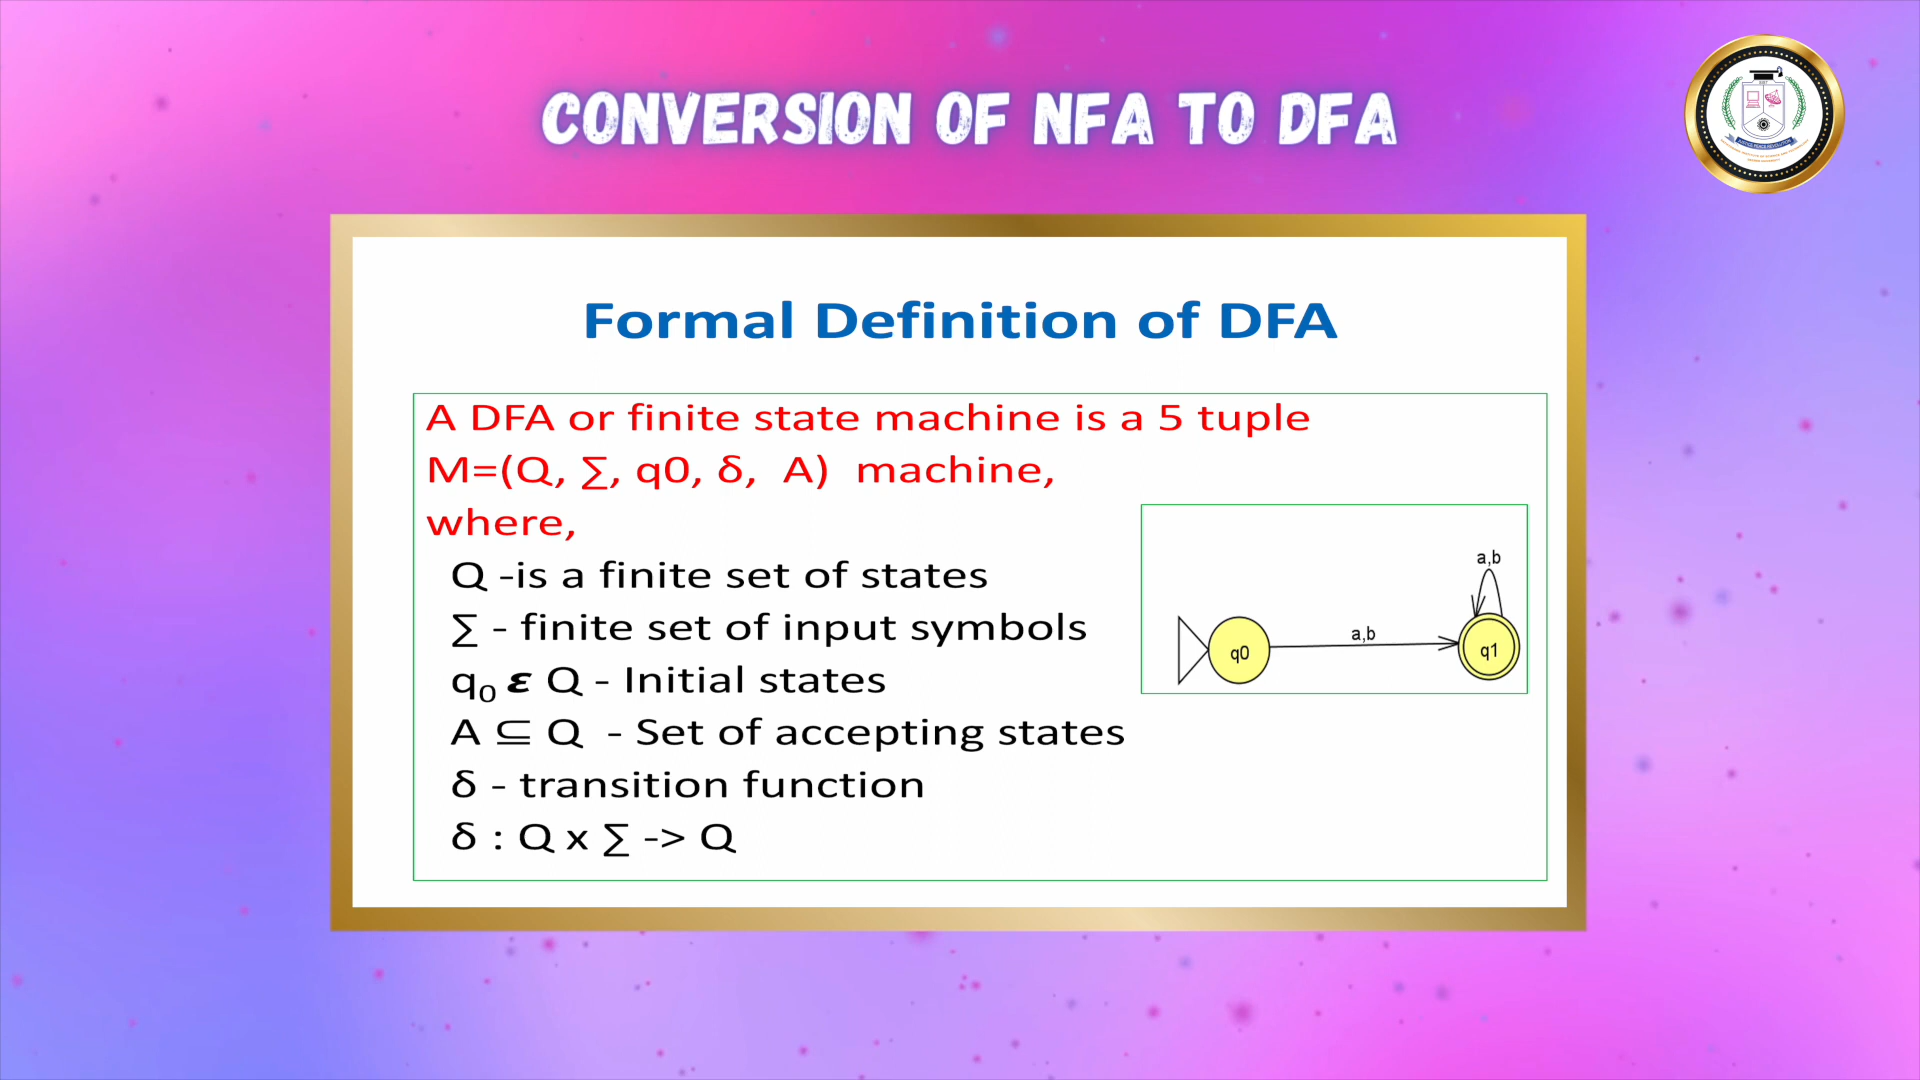 CONVERSION OF NFA TO DFA
Formal Definition of DFA
A DFA or finite state machine is a 5 tuple
M=(Q, ∑, q0, δ, A) machine,
where,
Q -is a finite set of states
∑ - finite set of input symbols
q₀ ε Q - Initial states
A ⊆ Q - Set of accepting states
δ - transition function
δ : Q x ∑ -> Q
a,b
a,b
q0
q1